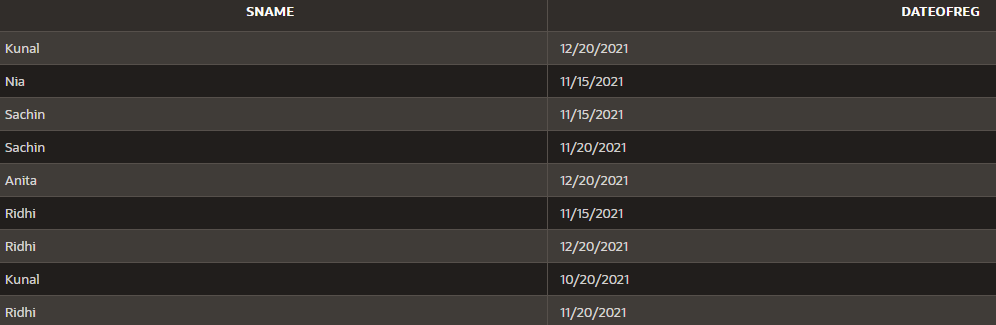 SNAME DATEOFREG
Kunal 12/20/2021
Nia 11/15/2021
Sachin 11/15/2021
Sachin 11/20/2021
Anita 12/20/2021
Ridhi 11/15/2021
Ridhi 12/20/2021
Kunal 10/20/2021
Ridhi 11/20/2021